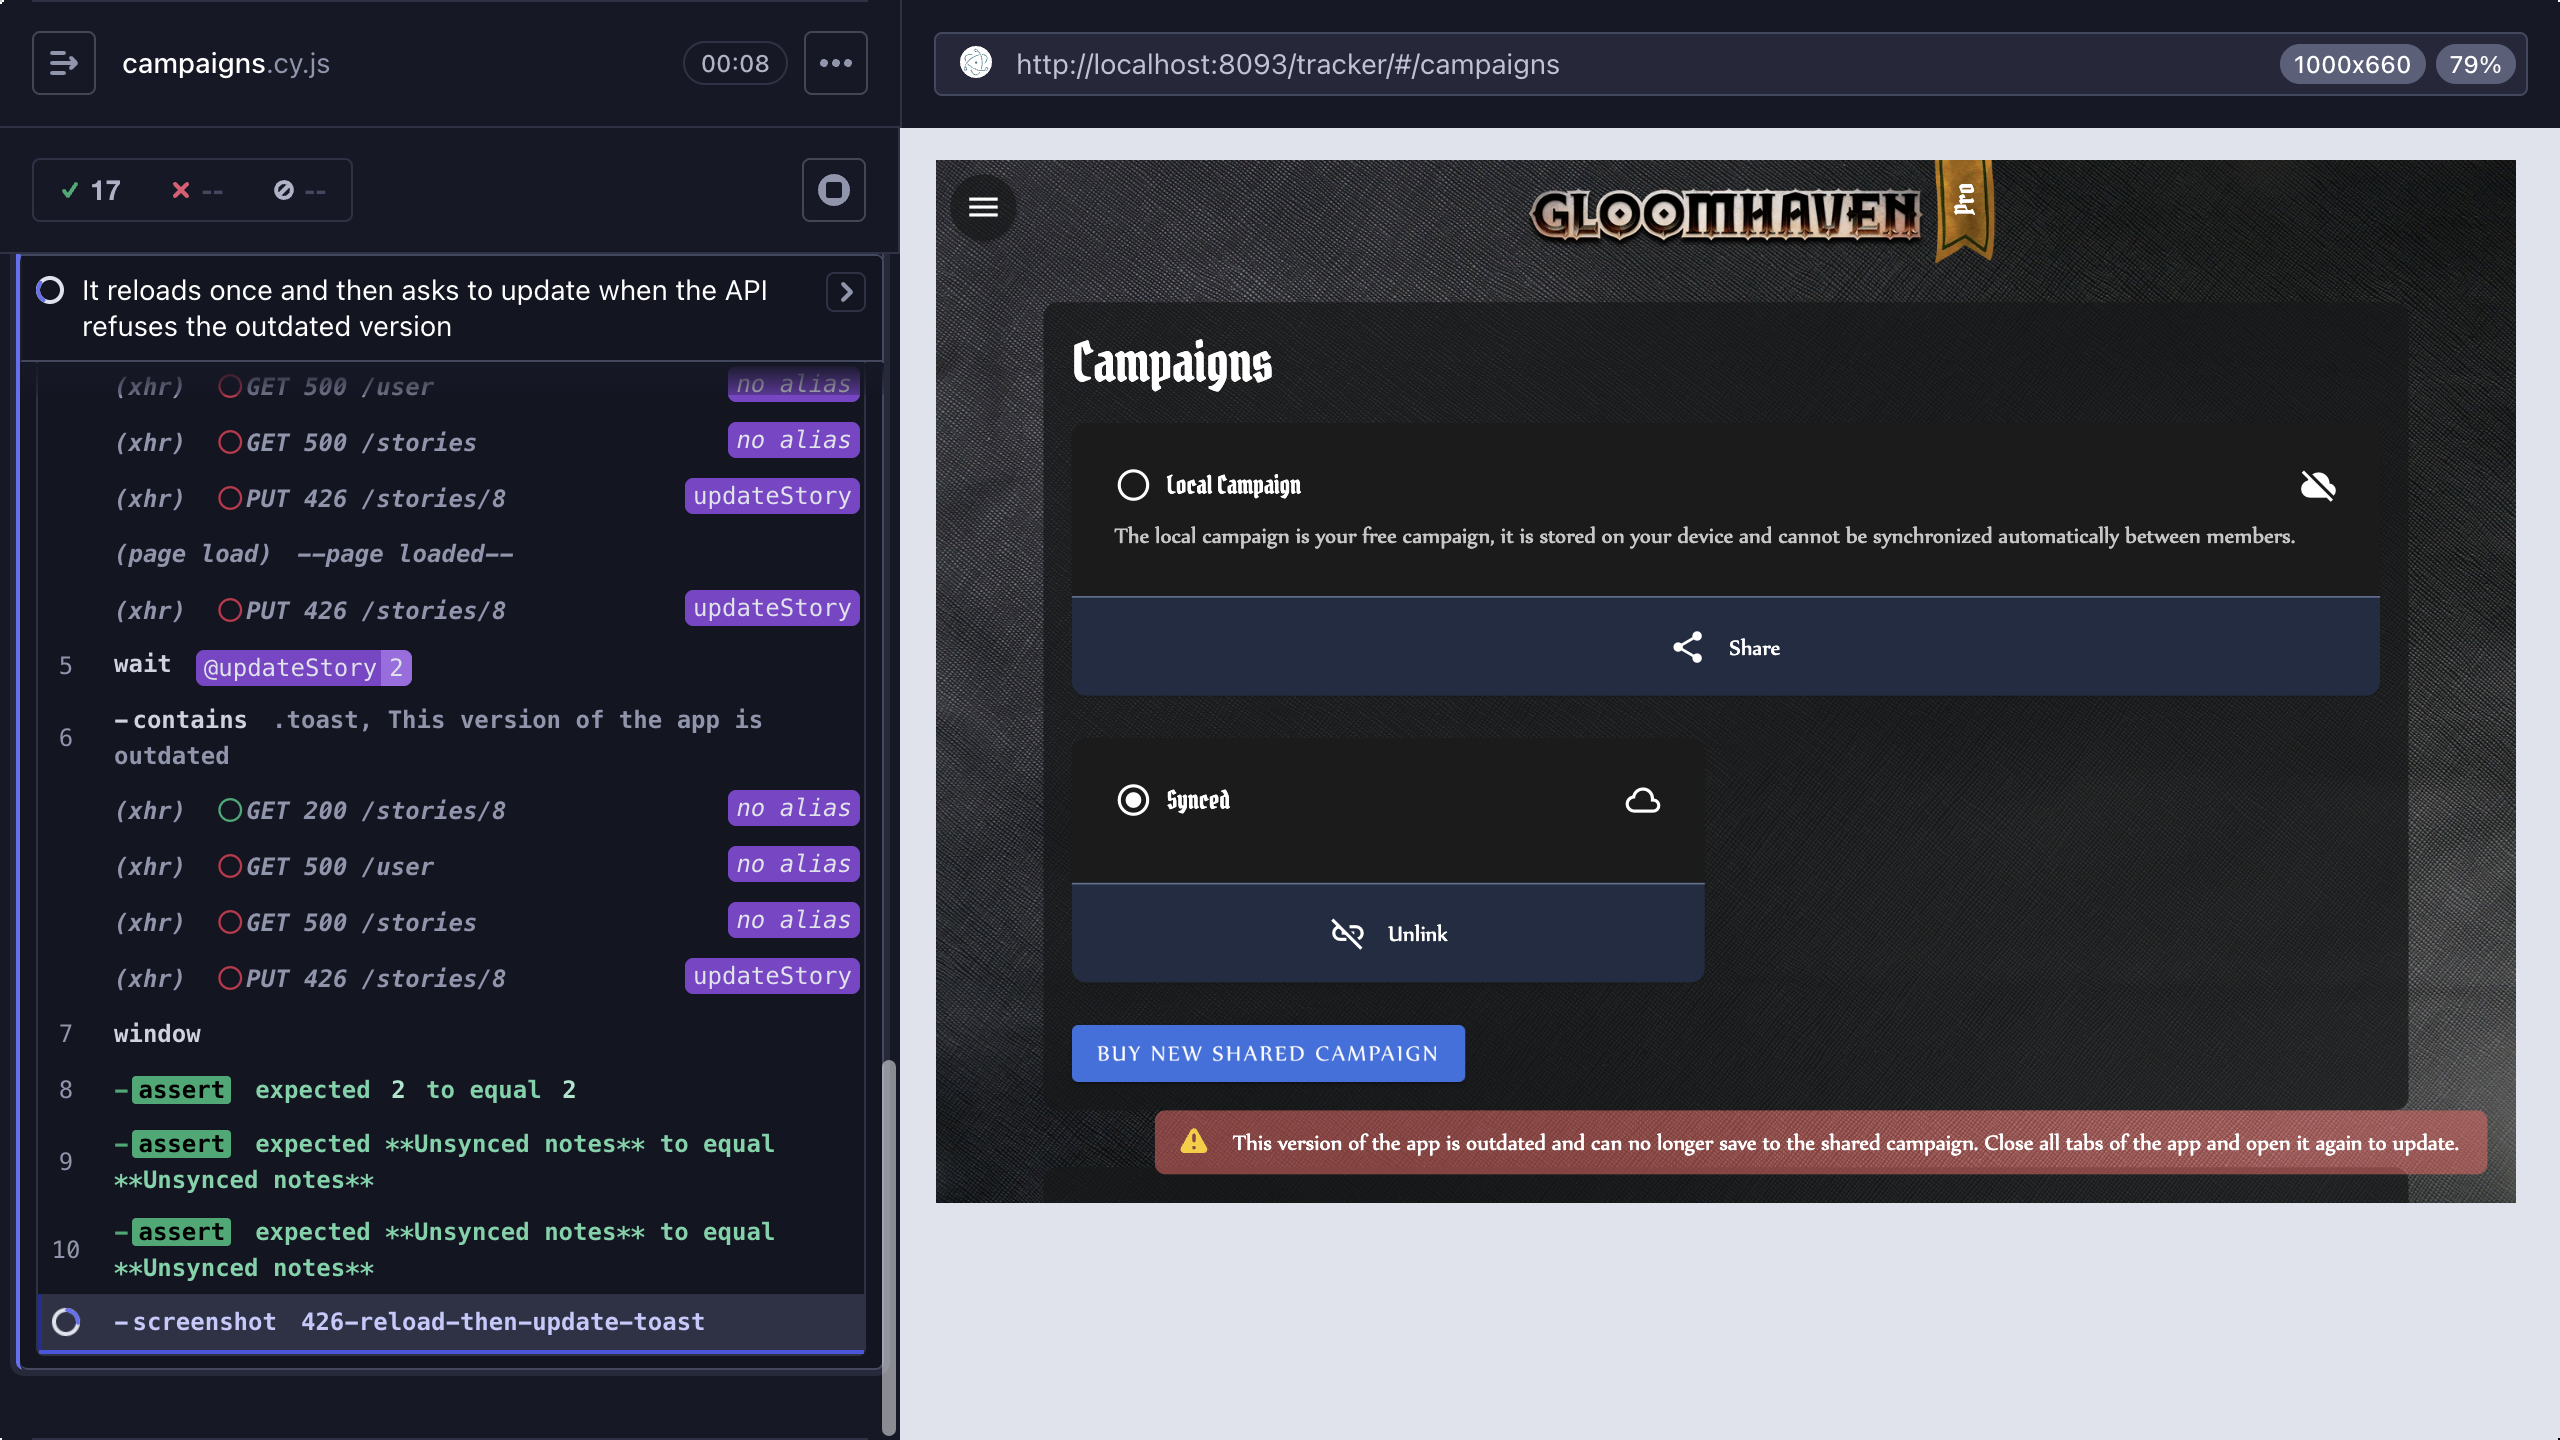 campaigns.cy.js
00:08
17
--
--
It reloads once and then asks to update when the API
refuses the outdated version
(xhr) GET 500 /user no alias
(xhr) GET 500 /stories no alias
(xhr) PUT 426 /stories/8 updateStory
(page load) --page loaded--
(xhr) PUT 426 /stories/8 updateStory
5 wait @updateStory 2
6 -contains .toast, This version of the app is
outdated
(xhr) GET 200 /stories/8 no alias
(xhr) GET 500 /user no alias
(xhr) GET 500 /stories no alias
(xhr) PUT 426 /stories/8 updateStory
7 window
8 -assert expected 2 to equal 2
9 -assert expected **Unsynced notes** to equal
**Unsynced notes**
10 -assert expected **Unsynced notes** to equal
**Unsynced notes**
-screenshot 426-reload-then-update-toast
http://localhost:8093/tracker/#/campaigns 1000x660 79%
GLOOMHAVEN
Pro
Campaigns
Local Campaign
The local campaign is your free campaign, it is stored on your device and cannot be synchronized automatically between members.
Share
Synced
Unlink
BUY NEW SHARED CAMPAIGN
This version of the app is outdated and can no longer save to the shared campaign. Close all tabs of the app and open it again to update.